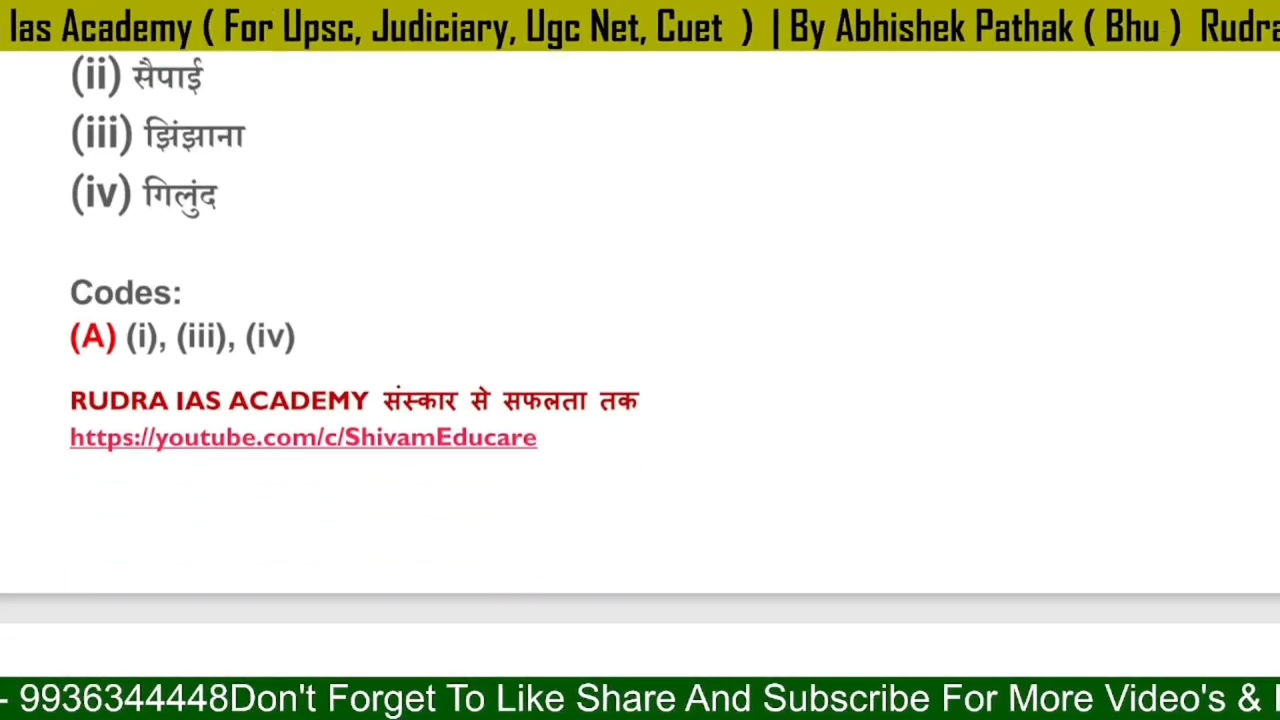 Ias Academy ( For Upsc, Judiciary, Ugc Net, Cuet ) | By Abhishek Pathak ( Bhu ) Rudra
(ii) सैपाई
(iii) झिंझाना
(iv) गिलुंद
Codes:
(A) (i), (iii), (iv)
RUDRA IAS ACADEMY संस्कार से सफलता तक
https://youtube.com/c/ShivamEducare
- 9936344448Don't Forget To Like Share And Subscribe For More Video's &